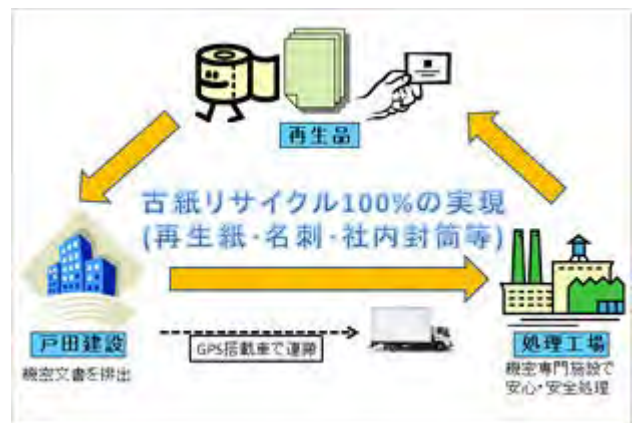 再生品
古紙リサイクル100%の実現
(再生紙・名刺・社内封筒等)
戸田建設
機密文書を排出
GPS搭載車で運搬
処理工場
機密専門施設で
安心・安全処理